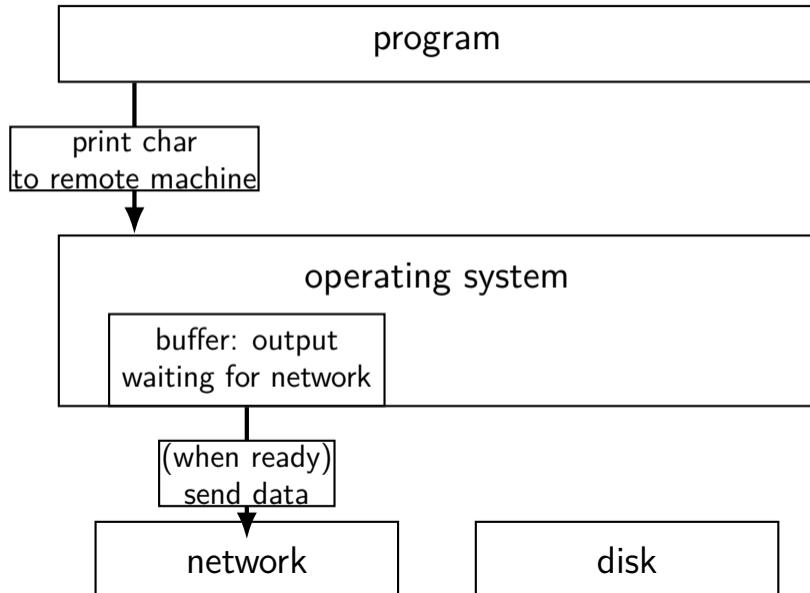 program
print char
to remote machine
operating system
buffer: output
waiting for network
(when ready)
send data
network
disk